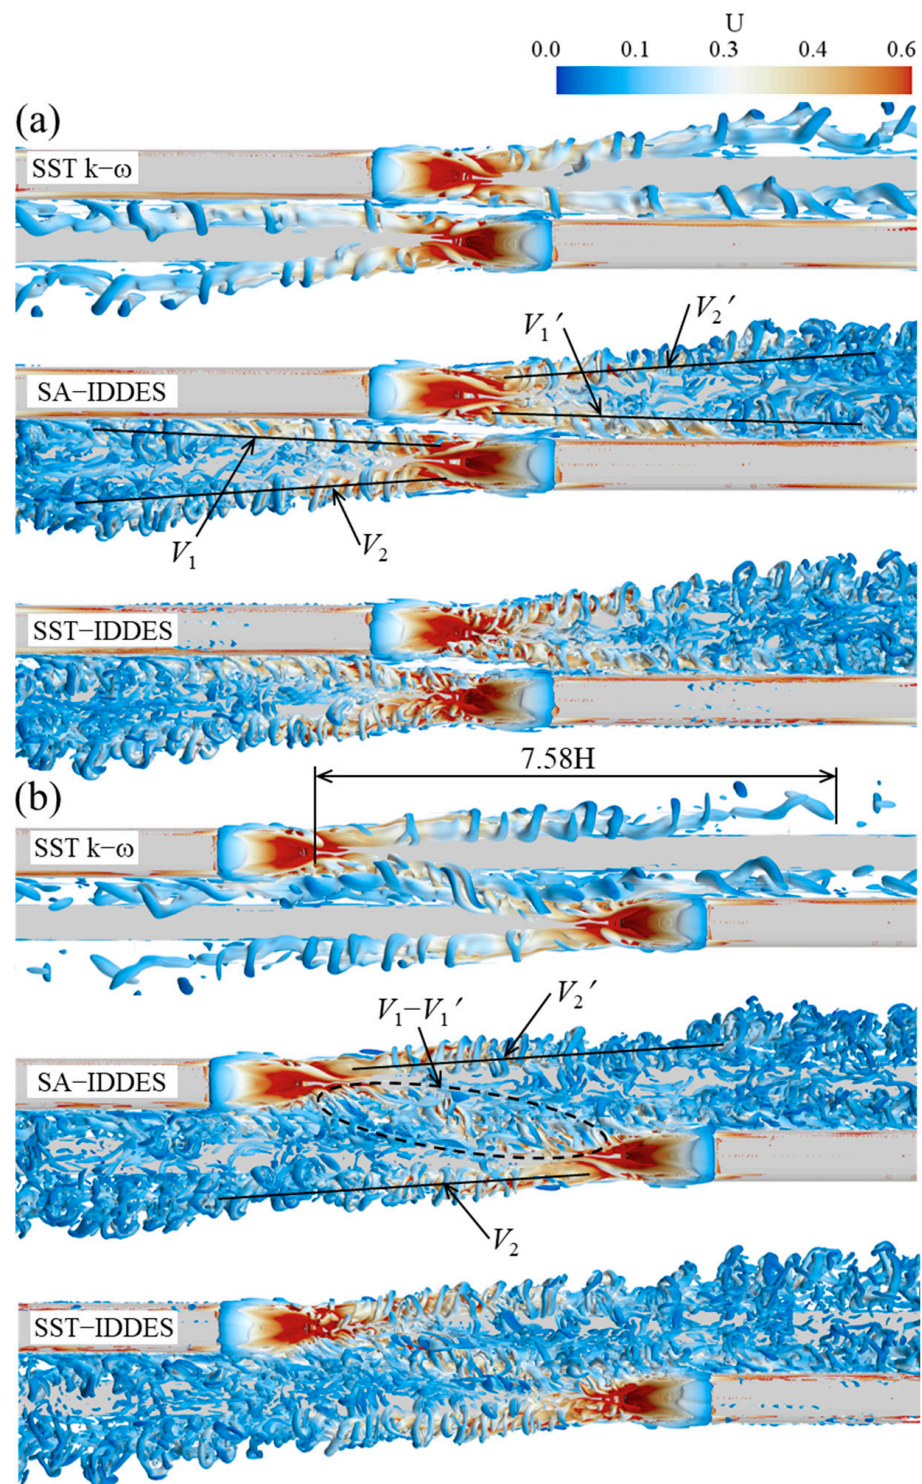 U
0.0 0.1 0.3 0.4 0.6
(a)
SST k−ω
V₁′ V₂′
SA−IDDES
V₁ V₂
SST−IDDES
7.58H
(b)
SST k−ω
V₁−V₁′ V₂′
SA−IDDES
V₂
SST−IDDES